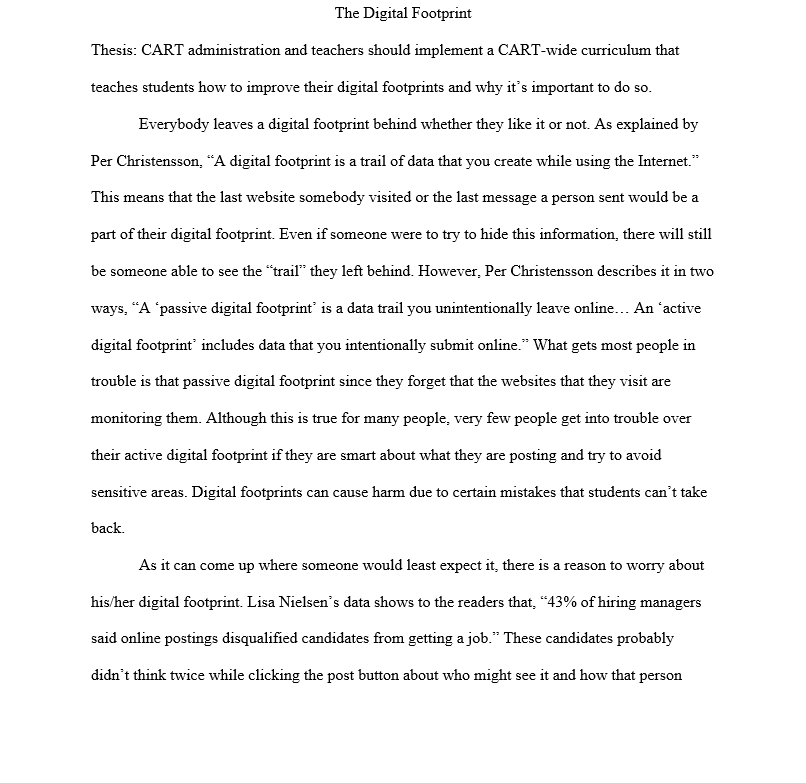 The Digital Footprint
Thesis: CART administration and teachers should implement a CART-wide curriculum that
teaches students how to improve their digital footprints and why it’s important to do so.
Everybody leaves a digital footprint behind whether they like it or not. As explained by
Per Christensson, “A digital footprint is a trail of data that you create while using the Internet.”
This means that the last website somebody visited or the last message a person sent would be a
part of their digital footprint. Even if someone were to try to hide this information, there will still
be someone able to see the “trail” they left behind. However, Per Christensson describes it in two
ways, “A ‘passive digital footprint’ is a data trail you unintentionally leave online… An ‘active
digital footprint’ includes data that you intentionally submit online.” What gets most people in
trouble is that passive digital footprint since they forget that the websites that they visit are
monitoring them. Although this is true for many people, very few people get into trouble over
their active digital footprint if they are smart about what they are posting and try to avoid
sensitive areas. Digital footprints can cause harm due to certain mistakes that students can’t take
back.
As it can come up where someone would least expect it, there is a reason to worry about
his/her digital footprint. Lisa Nielsen’s data shows to the readers that, “43% of hiring managers
said online postings disqualified candidates from getting a job.” These candidates probably
didn’t think twice while clicking the post button about who might see it and how that person